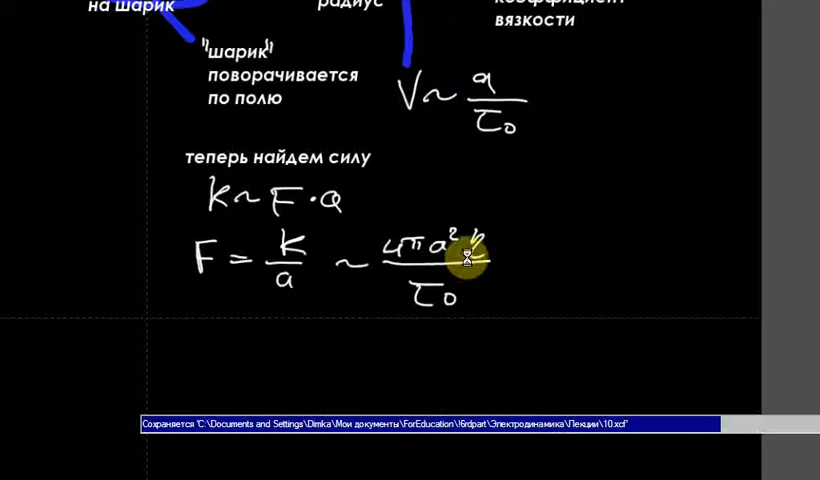 на шарик
радиус
коэффициент
вязкости
"шарик"
поворачивается
по полю
V ~ a / τ₀
теперь найдем силу
K ~ F · a
F = K / a ~ 4πa² η / τ₀
Сохраняется "C:\Documents and Settings\Dimka\Мои документы\ForEducation\!6rdpart\Электродинамика\Лекции\10.xcf"